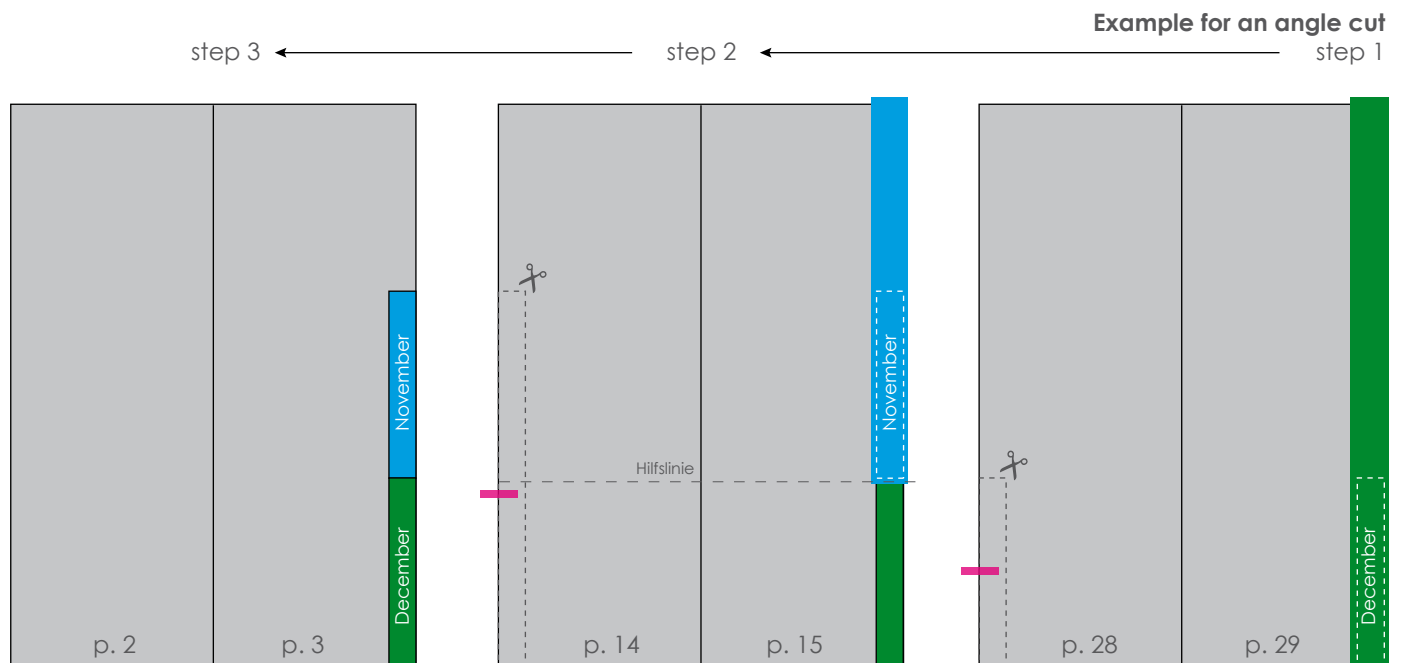 Example for an angle cut
step 3
step 2
step 1
November
December
p. 2
p. 3
Hilfslinie
November
p. 14
p. 15
December
p. 28
p. 29